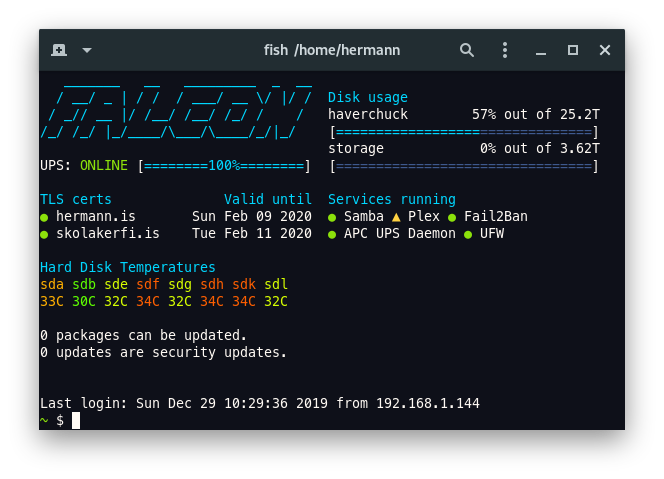 fish /home/hermann
Disk usage
haverchuck 57% out of 25.2T
[================================]
storage 0% out of 3.62T
[================================]
UPS: ONLINE [========100%========]
TLS certs Valid until
● hermann.is Sun Feb 09 2020
● skolakerfi.is Tue Feb 11 2020
Services running
● Samba ▲ Plex ● Fail2Ban
● APC UPS Daemon ● UFW
Hard Disk Temperatures
sda sdb sde sdf sdg sdh sdk sdl
33C 30C 32C 34C 32C 34C 34C 32C
0 packages can be updated.
0 updates are security updates.
Last login: Sun Dec 29 10:29:36 2019 from 192.168.1.144
~ $